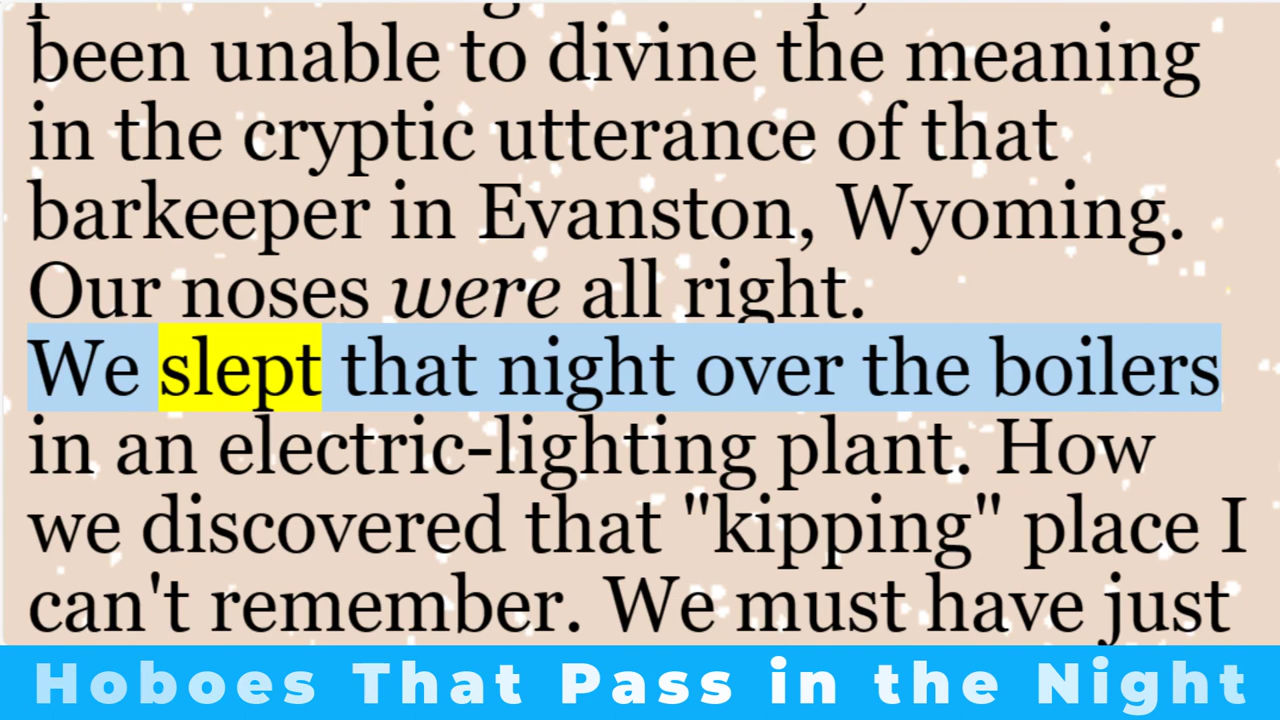 been unable to divine the meaning
in the cryptic utterance of that
barkeeper in Evanston, Wyoming.
Our noses were all right.
We slept that night over the boilers
in an electric-lighting plant. How
we discovered that "kipping" place I
can't remember. We must have just
Hoboes That Pass in the Night